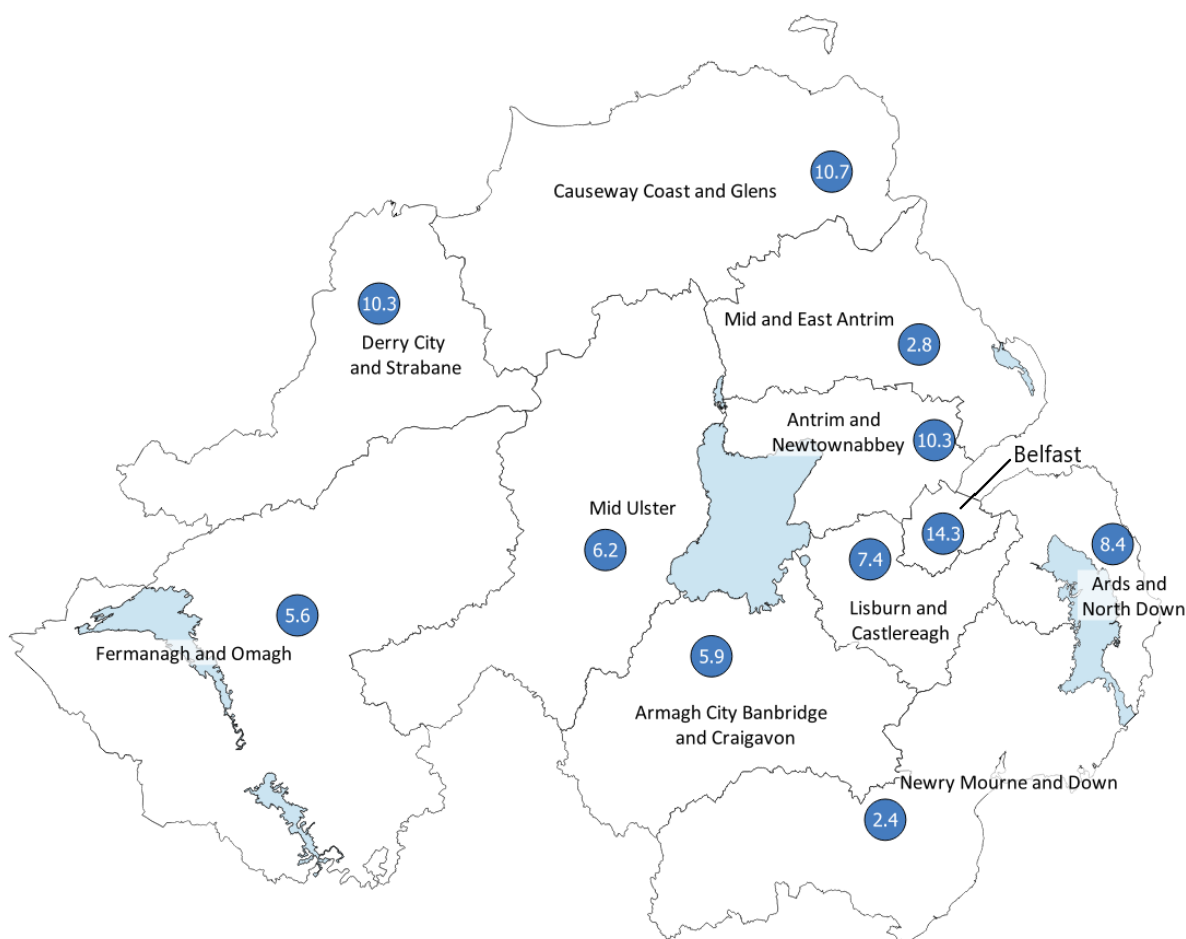 10.7
Causeway Coast and Glens
10.3
Derry City
and Strabane
Mid and East Antrim
2.8
Antrim and
Newtownabbey
10.3
Belfast
Mid Ulster
6.2
14.3
7.4
8.4
Ards and
North Down
Lisburn and
Castlereagh
5.6
Fermanagh and Omagh
5.9
Armagh City Banbridge
and Craigavon
Newry Mourne and Down
2.4